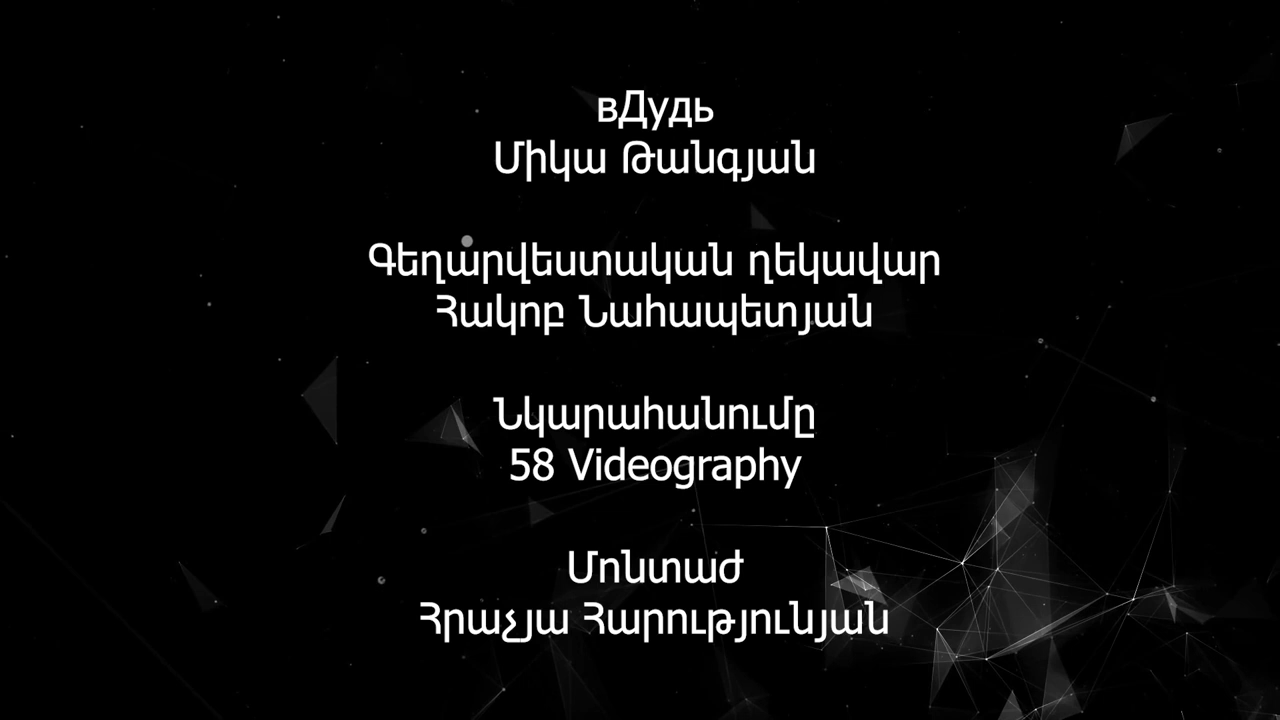 вДудь
Միկա Թանգյան
Գեղարվեստական ղեկավար
Հակոբ Նահապետյան
Նկարահանումը
58 Videography
Մոնտաժ
Հրաչյա Հարությունյան